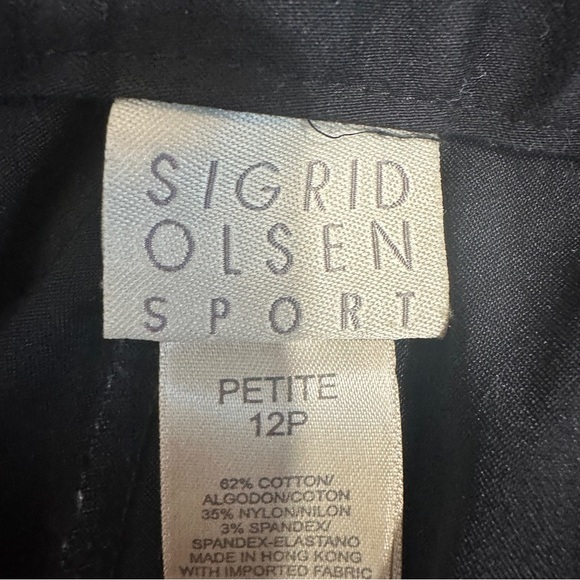 SIGRID
OLSEN
SPORT
PETITE
12P
62% COTTON/
ALGODON/COTON
35% NYLON/NILON
3% SPANDEX/
SPANDEX-ELASTANO
MADE IN HONG KONG
WITH IMPORTED FABRIC